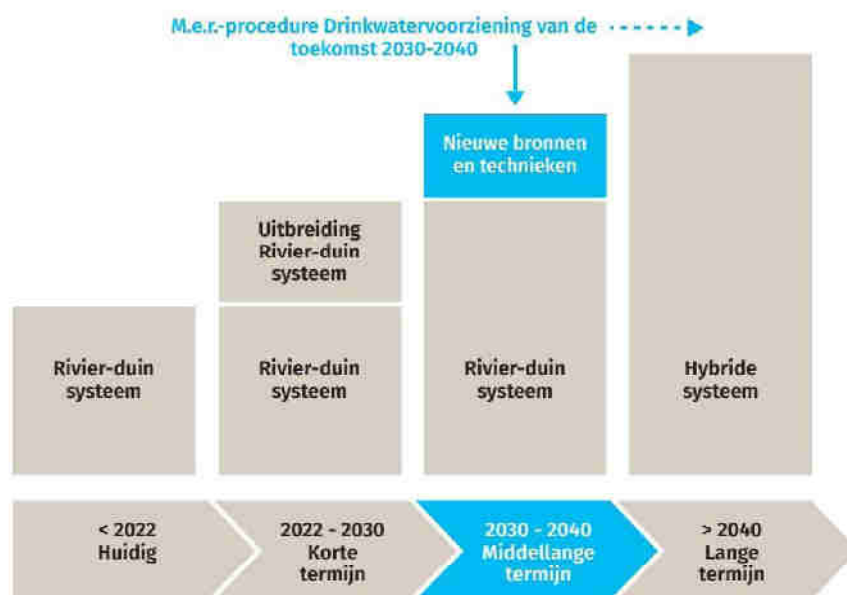 M.e.r.-procedure Drinkwatervoorziening van de
toekomst 2030-2040
Nieuwe bronnen
en technieken
Uitbreiding
Rivier-duin
systeem
Rivier-duin
systeem
Rivier-duin
systeem
Rivier-duin
systeem
Hybride
systeem
< 2022
Huidig
2022 - 2030
Korte
termijn
2030 - 2040
Middellange
termijn
> 2040
Lange
termijn